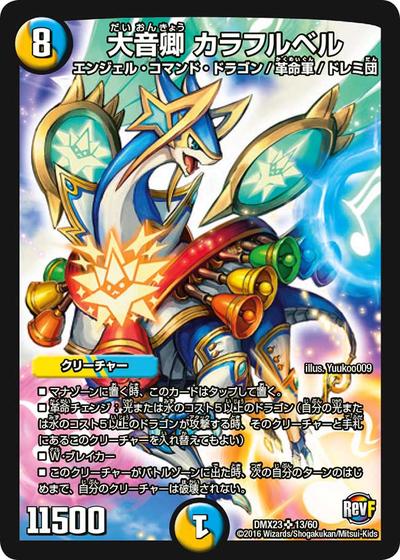 8
だいおんきょう
大音卿 カラフルベル
かくめいぐん だん
エンジェル・コマンド・ドラゴン/革命軍/ドレミ団
クリーチャー
illus. Yuukoo009
■マナゾーンに置く時、このカードはタップして置く。
■革命チェンジ:光または水のコスト5以上のドラゴン(自分の光ま
たは水のコスト5以上のドラゴンが攻撃する時、そのクリーチャーと手札
にあるこのクリーチャーを入れ替えてもよい)
■W・ブレイカー
■このクリーチャーがバトルゾーンに出た時、次の自分のターンのはじ
めまで、自分のクリーチャーは破壊されない。
RevF
11500
1
DMX23 13/60
©2016 Wizards/Shogakukan/Mitsui-Kids